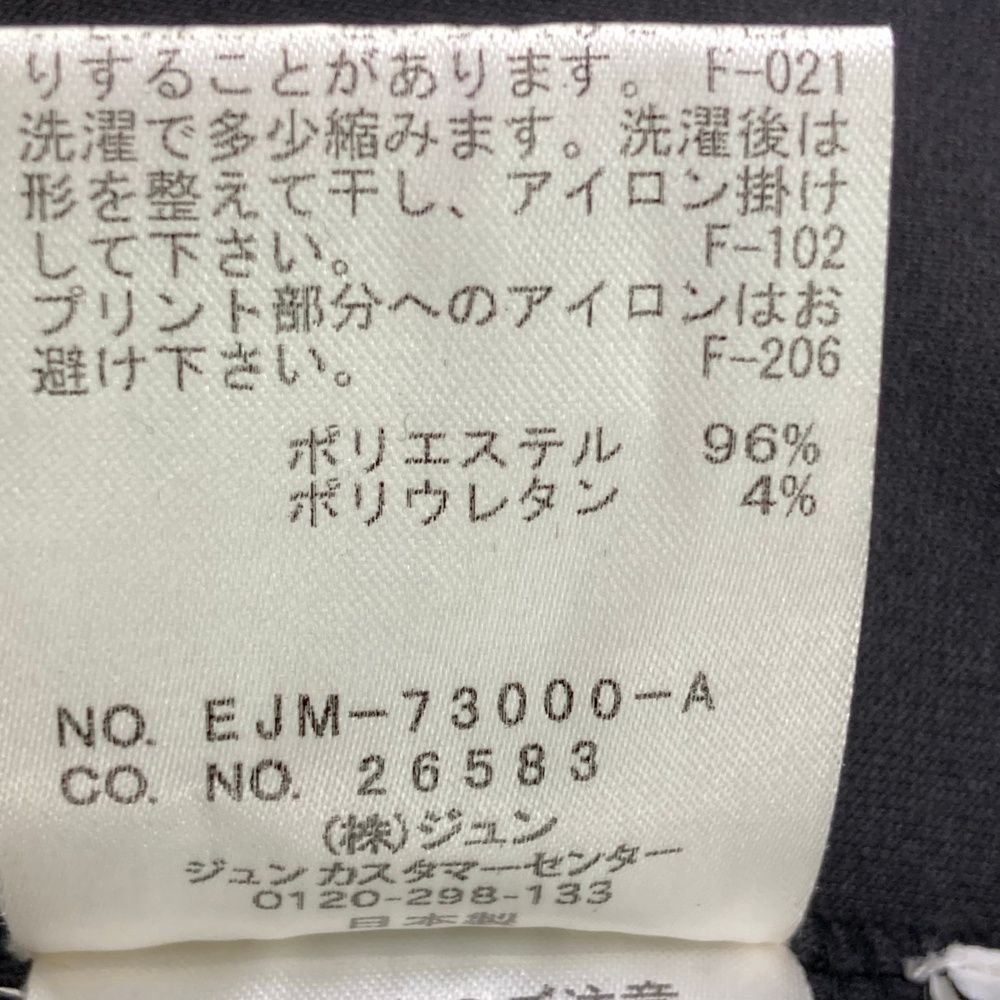 りすることがあります。 F-021
洗濯で多少縮みます。洗濯後は
形を整えて干し、アイロン掛け
して下さい。 F-102
プリント部分へのアイロンはお
避け下さい。 F-206
ポリエステル 96%
ポリウレタン 4%
NO. EJM-73000-A
CO. NO. 26583
(株)ジュン
ジュン カスタマーセンター
0120-298-133
日本製